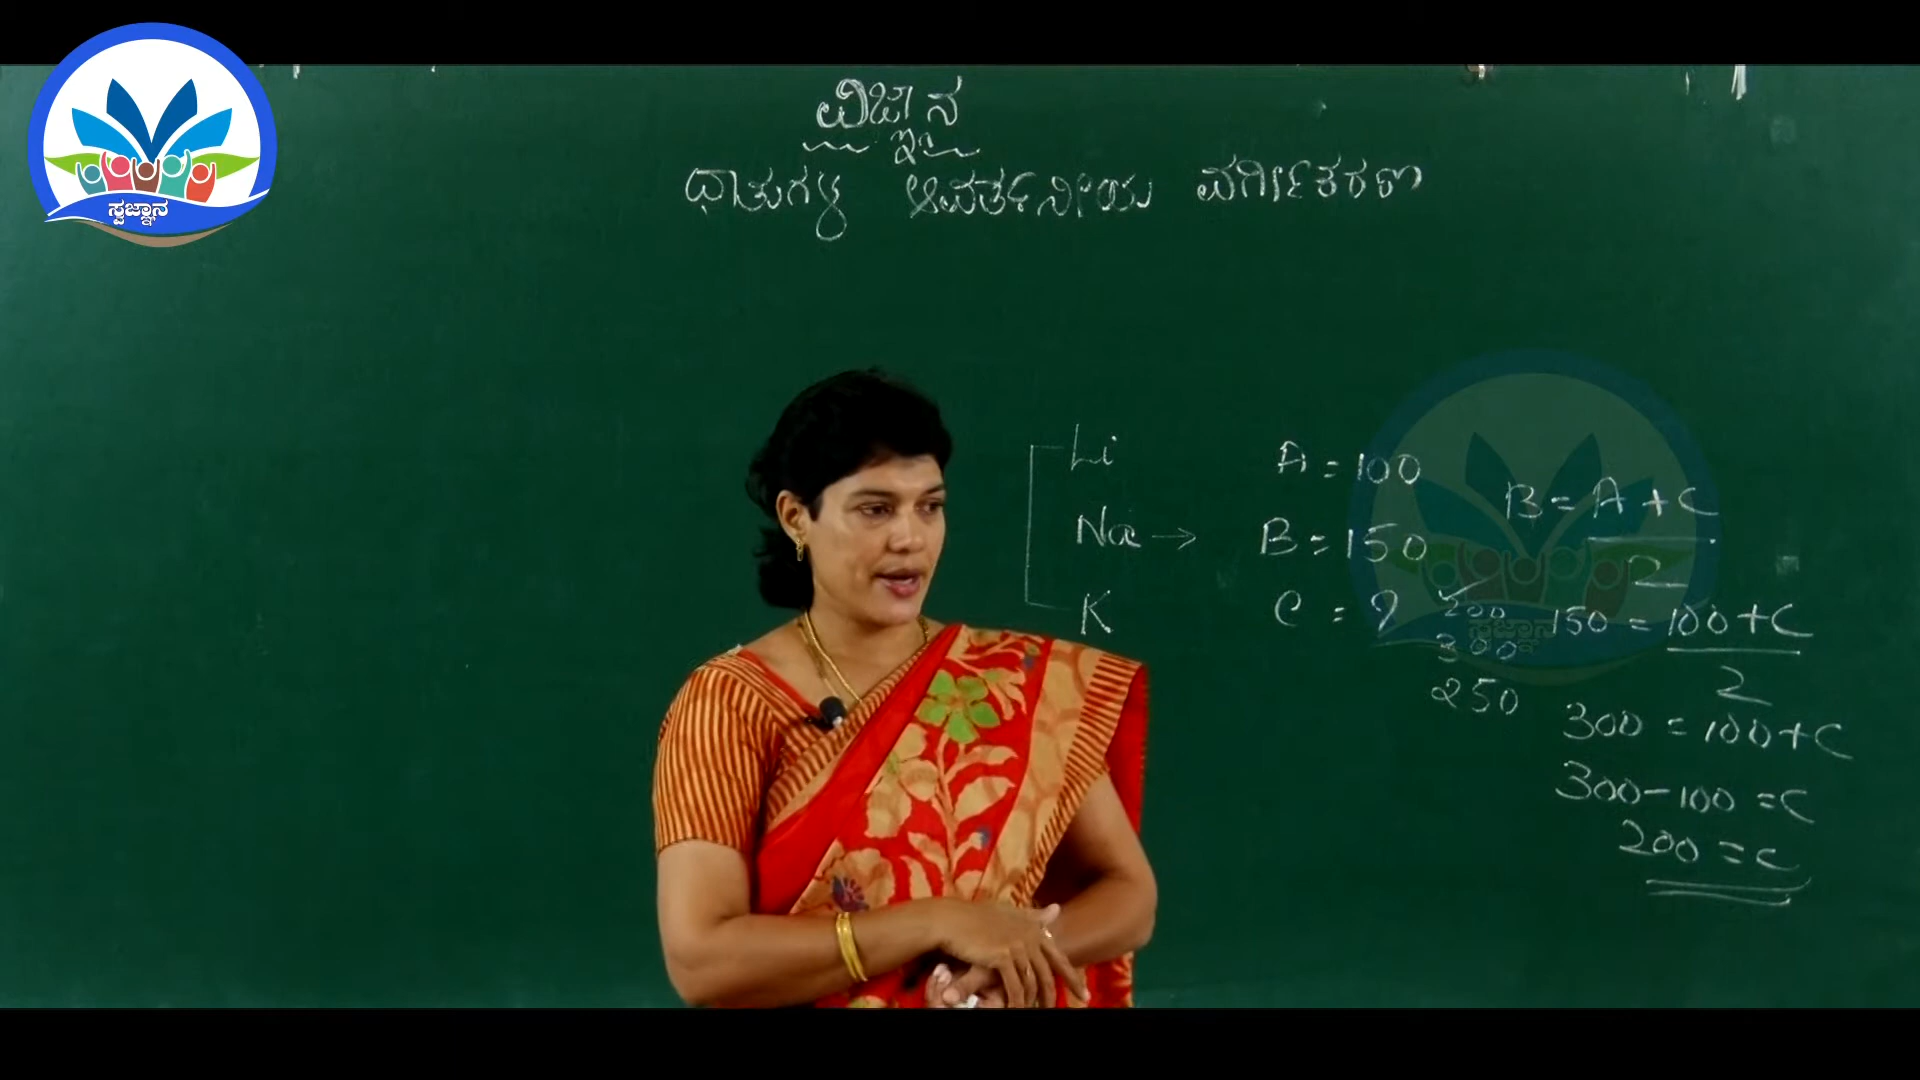 ಸ್ವಜ್ಞಾನ
ವಿಜ್ಞಾನ
ಧಾತುಗಳ ಆವರ್ತನೀಯ ವರ್ಗೀಕರಣ
Li
Na →
K
A = 100
B = 150
C = ?
200
300
250
B = A + C
2
150 = 100 + C
2
300 = 100 + C
300 - 100 = C
200 = C
ಸ್ವಜ್ಞಾನ